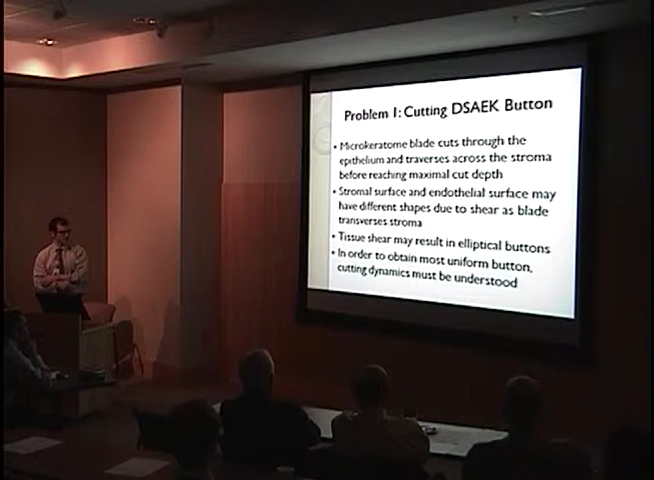 Problem 1: Cutting DSAEK Button
• Microkeratome blade cuts through the
epithelium and traverses across the stroma
before reaching maximal cut depth
• Stromal surface and endothelial surface may
have different shapes due to shear as blade
transverses stroma
• Tissue shear may result in elliptical buttons
• In order to obtain most uniform button,
cutting dynamics must be understood